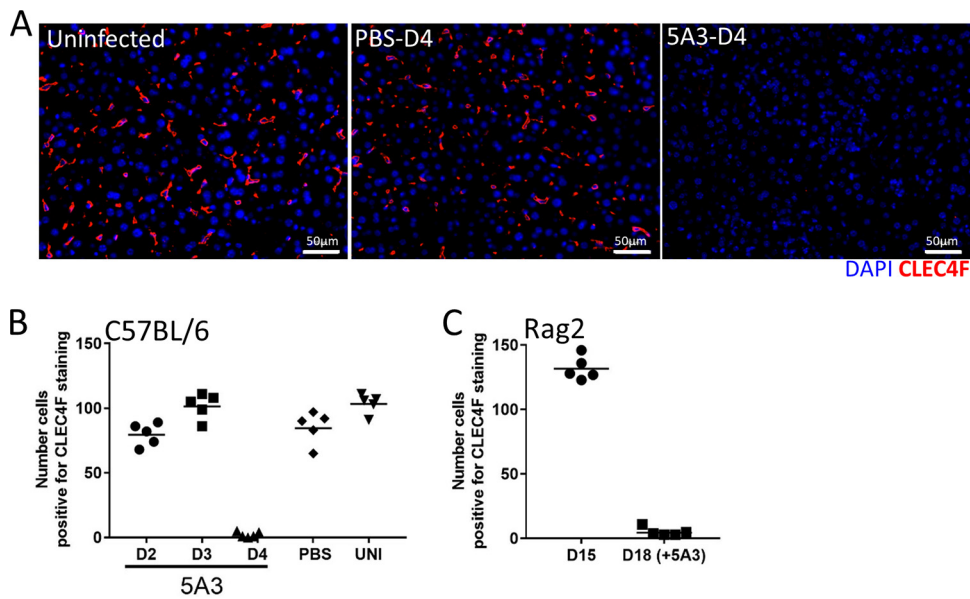 A
Uninfected
PBS-D4
5A3-D4
50μm
50μm
50μm
DAPI CLEC4F
B
C57BL/6
Number cells
positive for CLEC4F staining
150
100
50
0
D2
D3
D4
PBS
UNI
5A3
C
Rag2
Number cells
positive for CLEC4F staining
150
100
50
0
D15
D18 (+5A3)